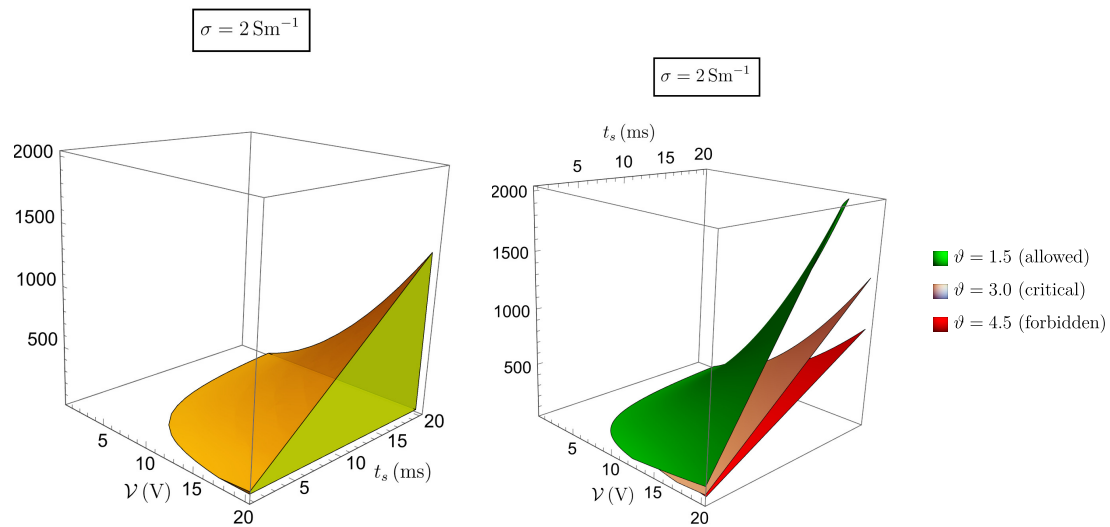 σ = 2 Sm⁻¹
2000
1500
1000
500
5
10
15
20
𝒱 (V)
5
10
15
20
t_s (ms)
σ = 2 Sm⁻¹
t_s (ms)
5
10
15
20
2000
1500
1000
500
5
10
15
20
𝒱 (V)
ϑ = 1.5 (allowed)
ϑ = 3.0 (critical)
ϑ = 4.5 (forbidden)